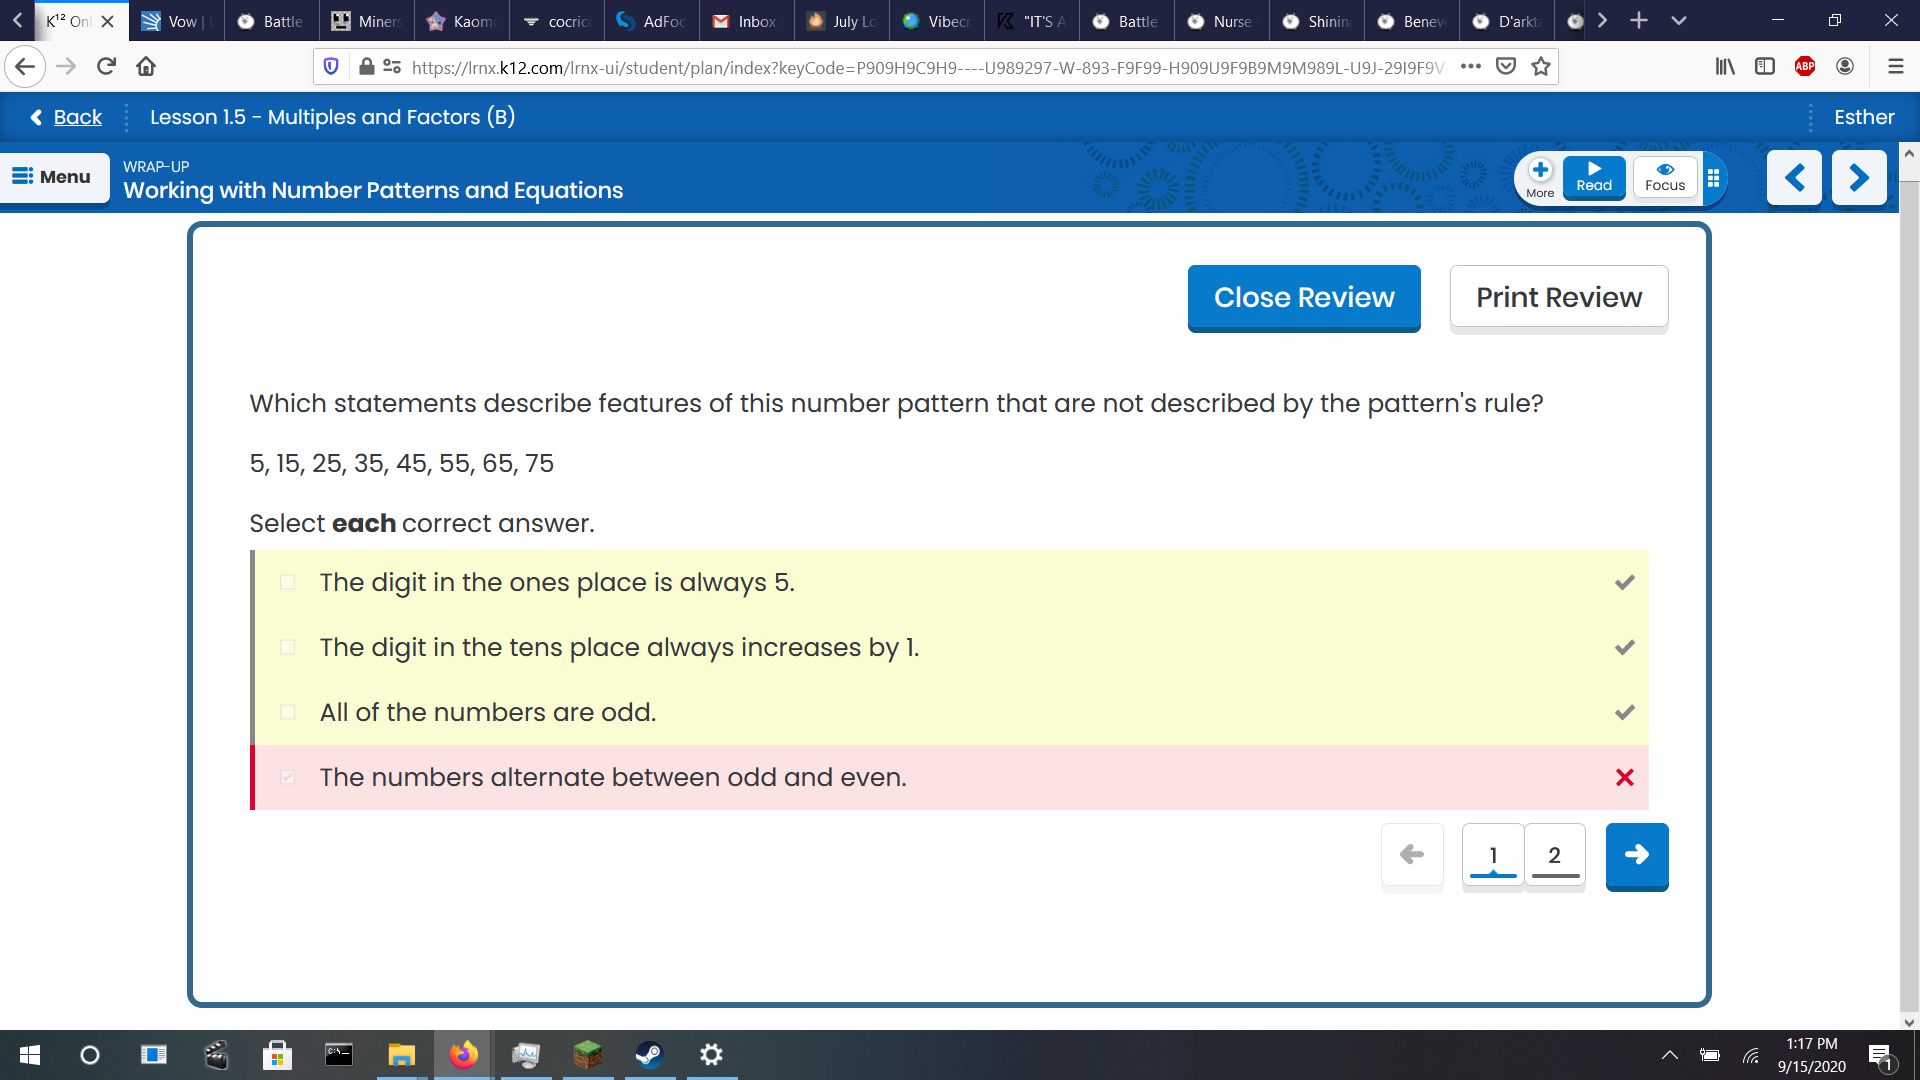 K¹² Onl
Vow |
Battle
Miners
Kaom
cocric
AdFoc
Inbox
July Lo
Vibecr
"IT'S A
Battle
Nurse
Shinin
Benev
D'arkt
https://lrnx.k12.com/lrnx-ui/student/plan/index?keyCode=P909H9C9H9----U989297-W-893-F9F99-H909U9F9B9M9M989L-U9J-29I9F9V-
ABP
Back
Lesson 1.5 - Multiples and Factors (B)
Esther
Menu
WRAP-UP
Working with Number Patterns and Equations
More
Read
Focus
Close Review
Print Review
Which statements describe features of this number pattern that are not described by the pattern's rule?
5, 15, 25, 35, 45, 55, 65, 75
Select each correct answer.
The digit in the ones place is always 5.
The digit in the tens place always increases by 1.
All of the numbers are odd.
The numbers alternate between odd and even.
1
2
1:17 PM
9/15/2020
1